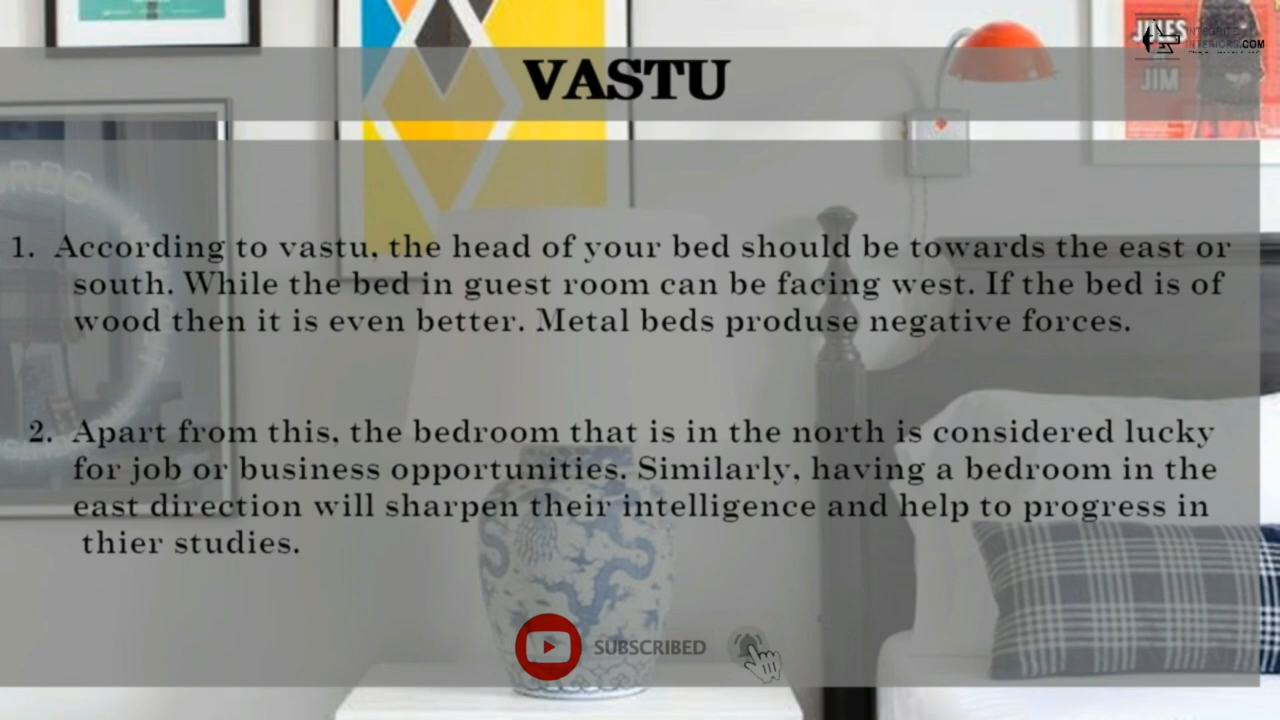 JULES
JIM
INTERIORS.COM
VASTU
ORDS
1. According to vastu, the head of your bed should be towards the east or
south. While the bed in guest room can be facing west. If the bed is of
wood then it is even better. Metal beds produse negative forces.
2. Apart from this, the bedroom that is in the north is considered lucky
for job or business opportunities. Similarly, having a bedroom in the
east direction will sharpen their intelligence and help to progress in
thier studies.
SUBSCRIBED